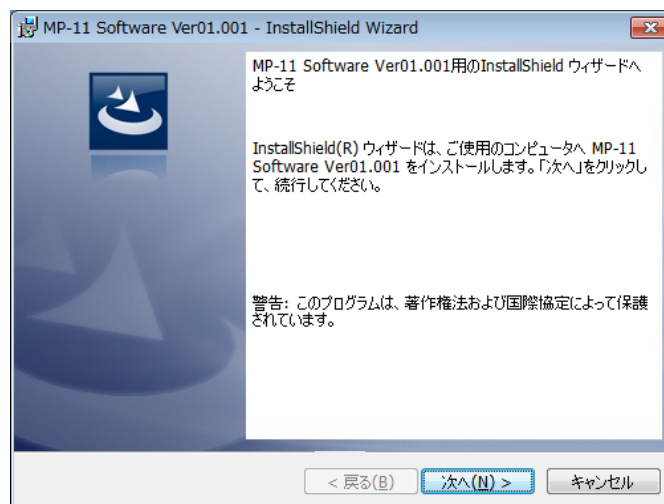 MP-11 Software Ver01.001 - InstallShield Wizard
MP-11 Software Ver01.001用のInstallShield ウィザードへ
ようこそ
InstallShield(R) ウィザードは、ご使用のコンピュータへ MP-11
Software Ver01.001 をインストールします。「次へ」をクリックし
て、続行してください。
警告: このプログラムは、著作権法および国際協定によって保護
されています。
< 戻る(B) 次へ(N) > キャンセル